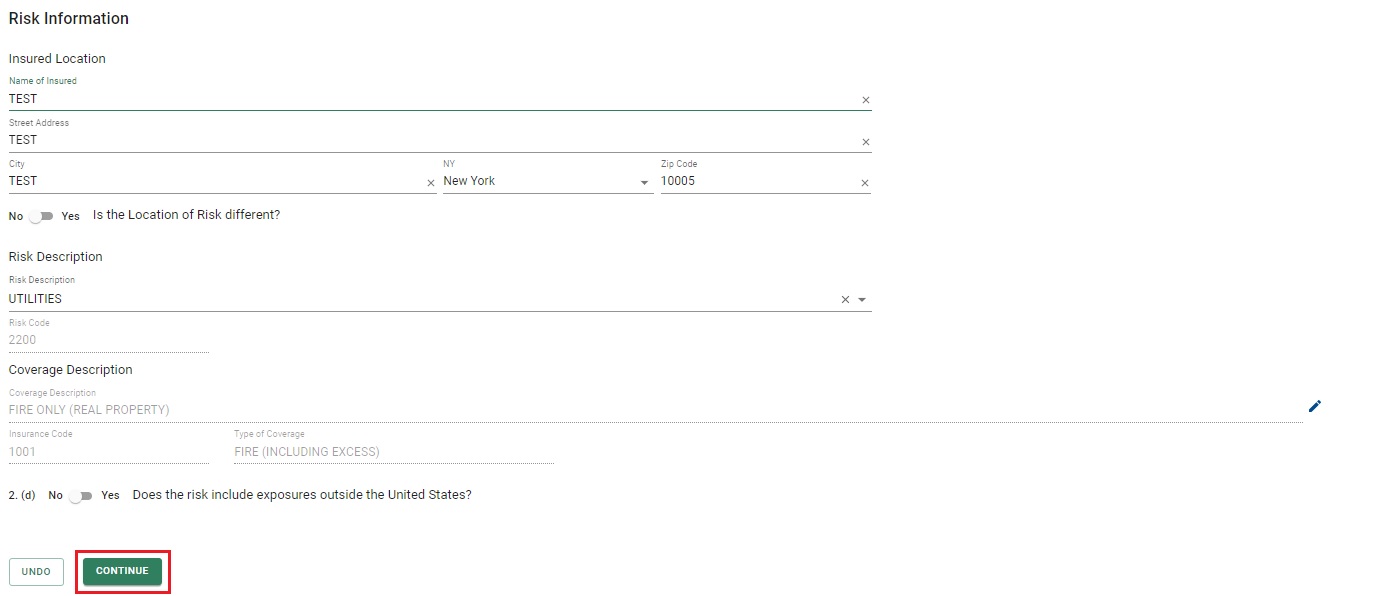 Risk Information
Insured Location
Name of Insured
TEST
Street Address
TEST
City NY Zip Code
TEST New York 10005
No Yes Is the Location of Risk different?
Risk Description
Risk Description
UTILITIES
Risk Code
2200
Coverage Description
Coverage Description
FIRE ONLY (REAL PROPERTY)
Insurance Code Type of Coverage
1001 FIRE (INCLUDING EXCESS)
2. (d) No Yes Does the risk include exposures outside the United States?
UNDO CONTINUE